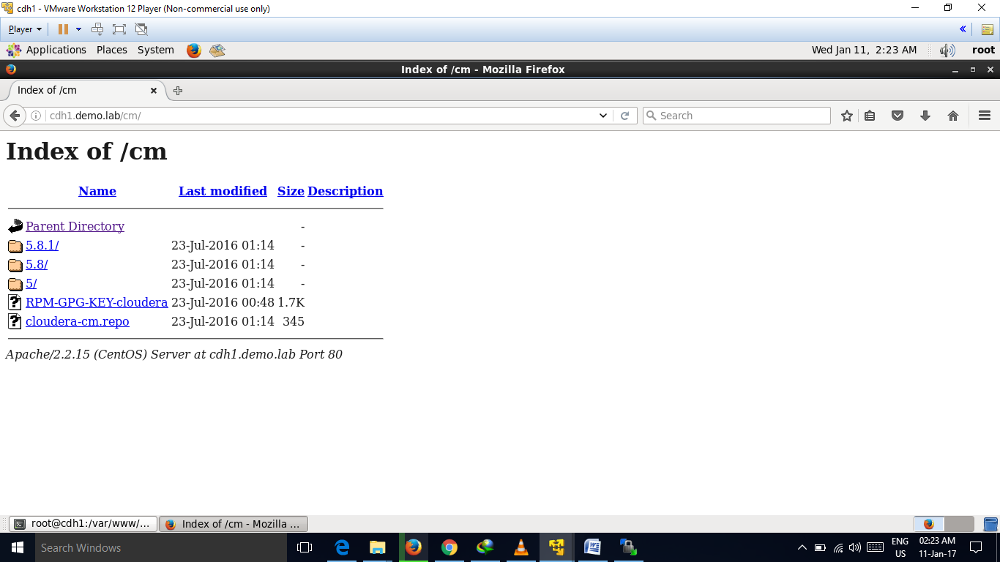 cdh1 - VMware Workstation 12 Player (Non-commercial use only)
Player
Applications Places System Wed Jan 11, 2:23 AM root
Index of /cm - Mozilla Firefox
Index of /cm
cdh1.demo.lab/cm/ Search
Index of /cm
Name Last modified Size Description
Parent Directory -
5.8.1/ 23-Jul-2016 01:14 -
5.8/ 23-Jul-2016 01:14 -
5/ 23-Jul-2016 01:14 -
RPM-GPG-KEY-cloudera 23-Jul-2016 00:48 1.7K
cloudera-cm.repo 23-Jul-2016 01:14 345
Apache/2.2.15 (CentOS) Server at cdh1.demo.lab Port 80
root@cdh1:/var/www/... Index of /cm - Mozilla ...
Search Windows ENG 02:23 AM
US 11-Jan-17